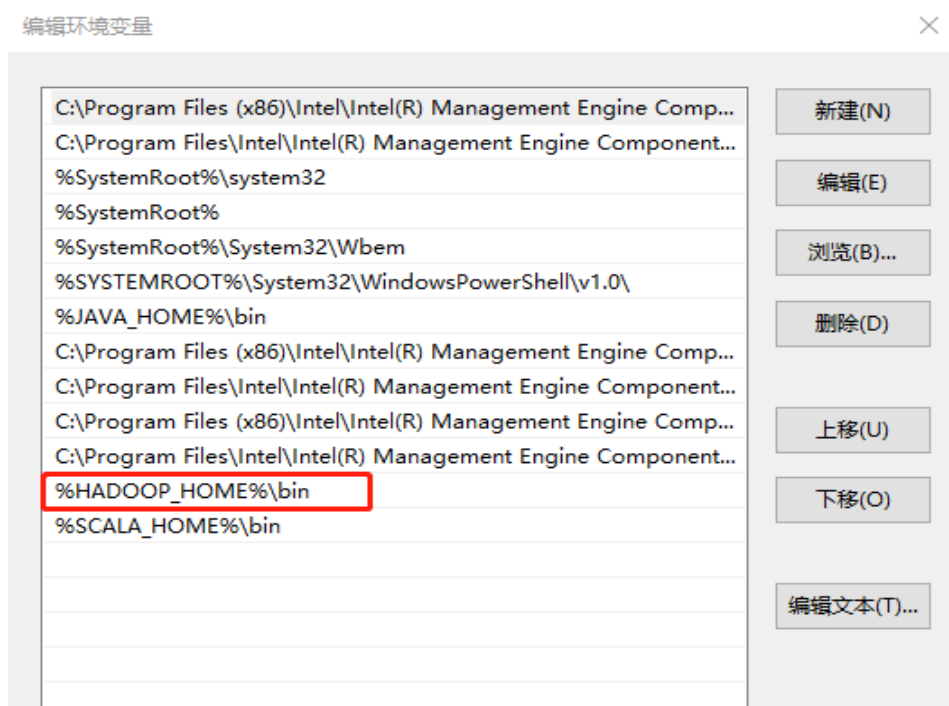 编辑环境变量
C:\Program Files (x86)\Intel\Intel(R) Management Engine Comp...
新建(N)
C:\Program Files\Intel\Intel(R) Management Engine Component...
%SystemRoot%\system32
编辑(E)
%SystemRoot%
%SystemRoot%\System32\Wbem
浏览(B)...
%SYSTEMROOT%\System32\WindowsPowerShell\v1.0\
%JAVA_HOME%\bin
删除(D)
C:\Program Files (x86)\Intel\Intel(R) Management Engine Comp...
C:\Program Files\Intel\Intel(R) Management Engine Component...
C:\Program Files (x86)\Intel\Intel(R) Management Engine Comp...
上移(U)
C:\Program Files\Intel\Intel(R) Management Engine Component...
%HADOOP_HOME%\bin
下移(O)
%SCALA_HOME%\bin
编辑文本(T)...